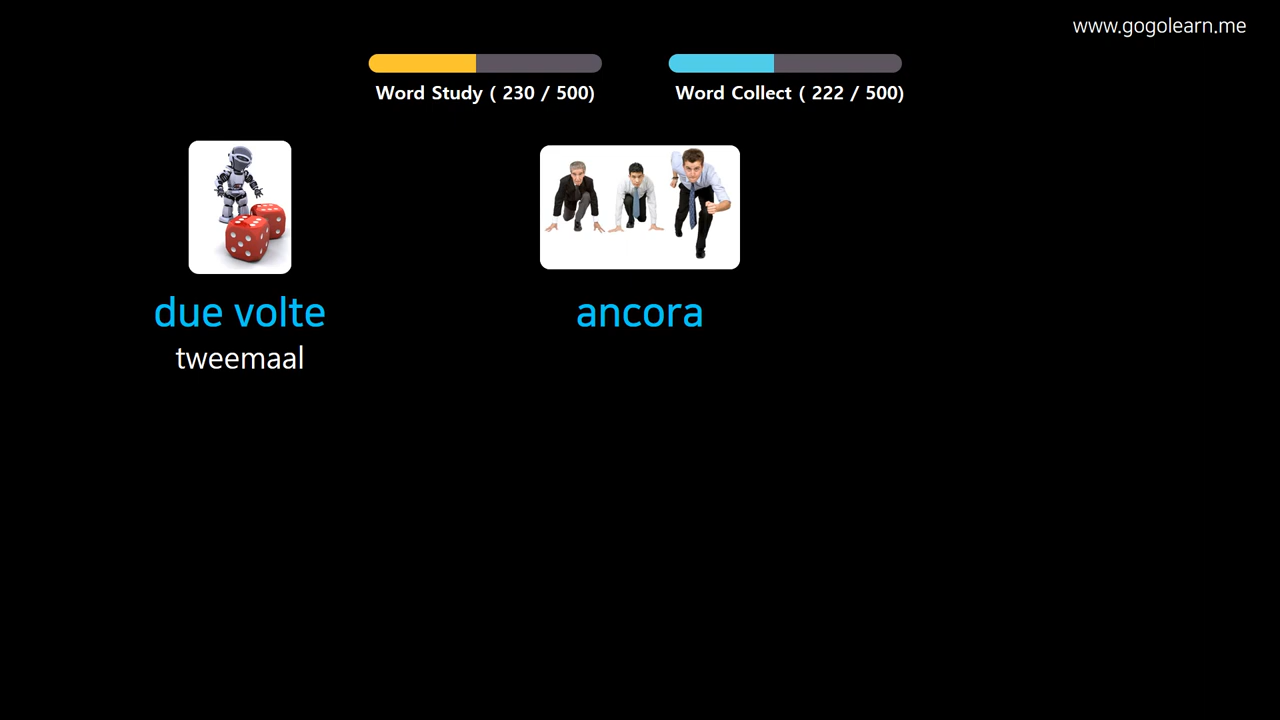 www.gogolearn.me
Word Study ( 230 / 500)
Word Collect ( 222 / 500)
due volte
ancora
tweemaal